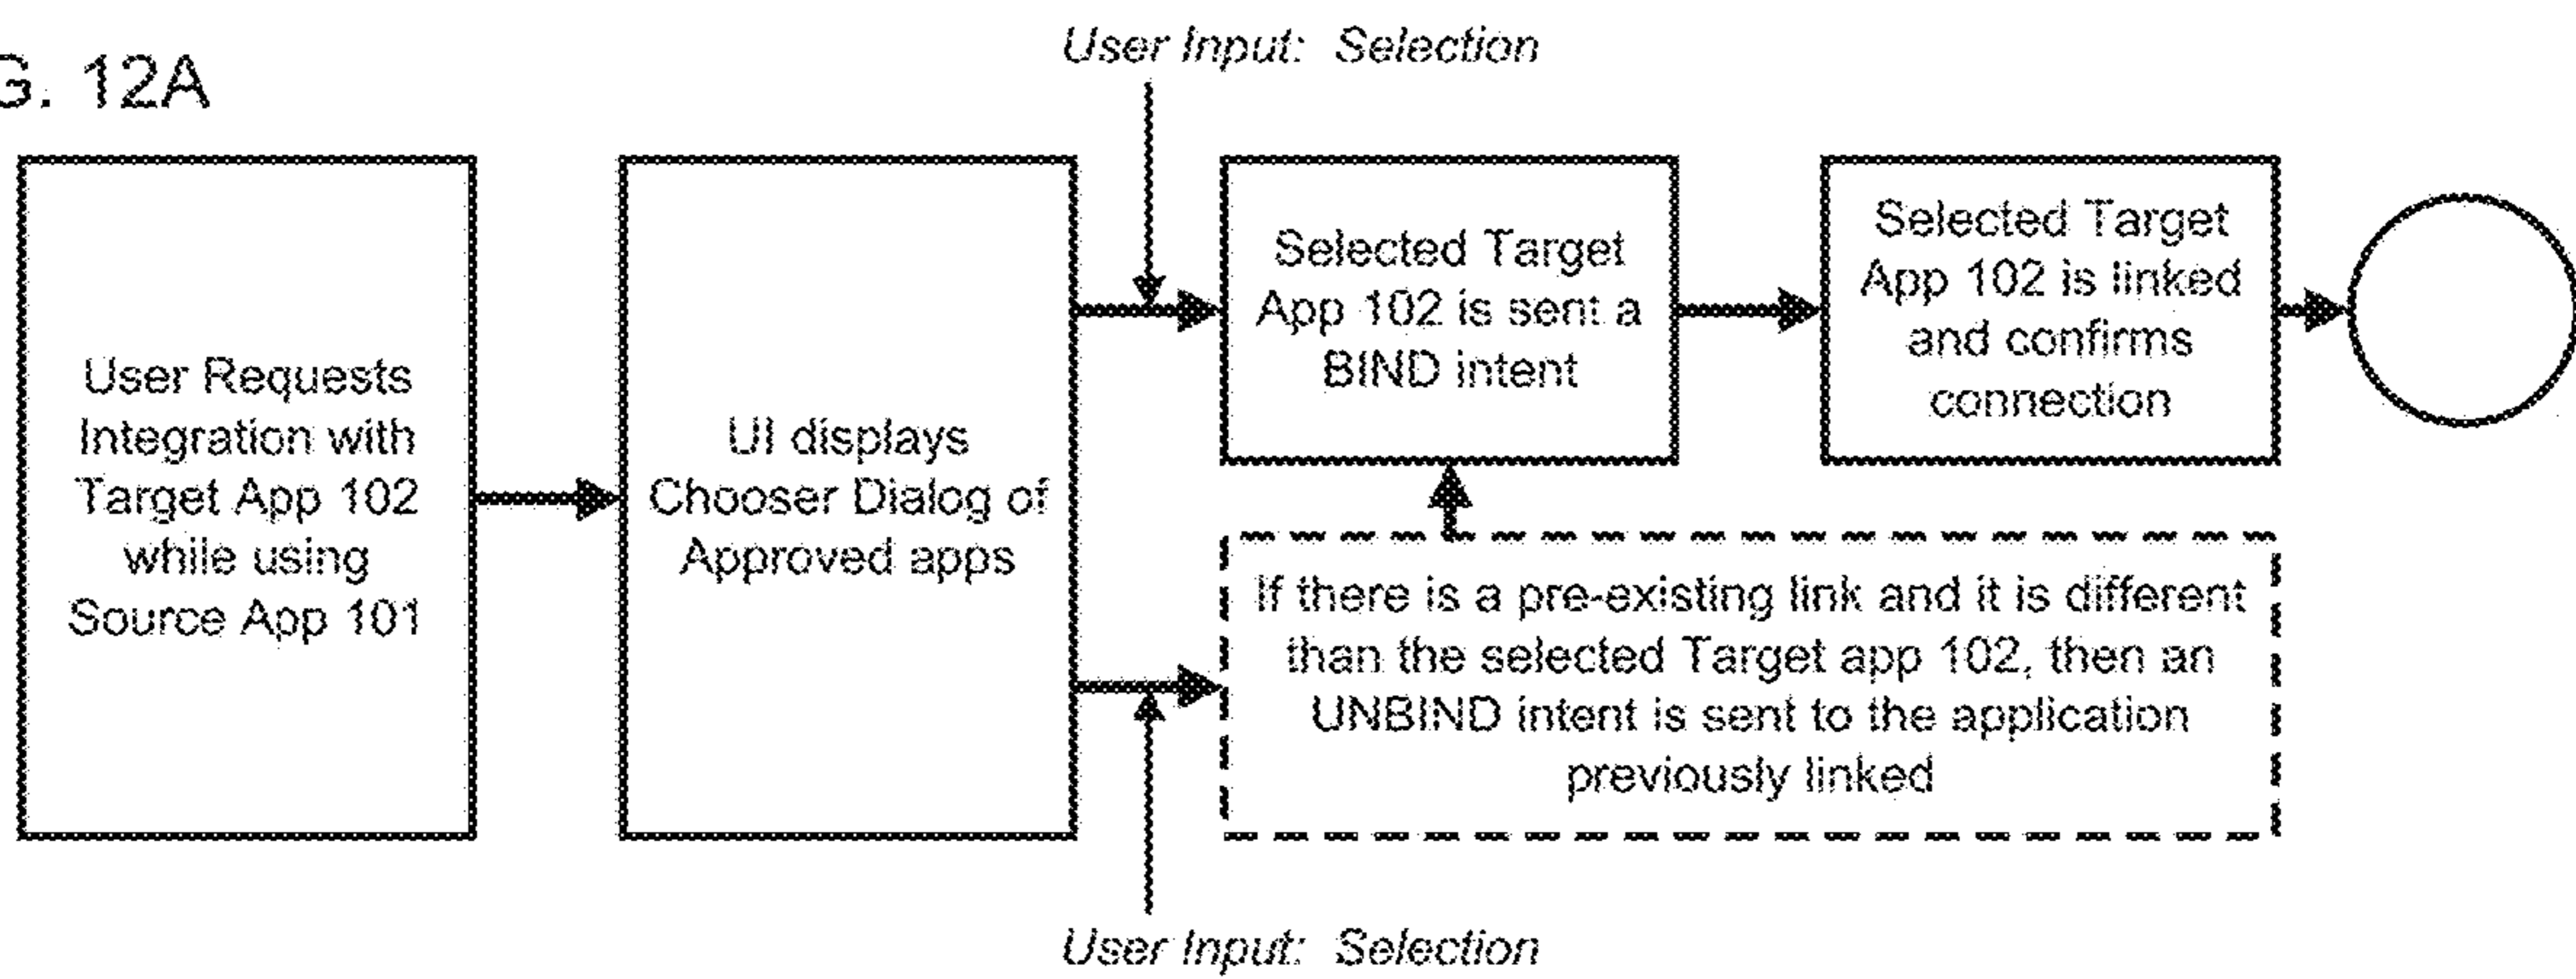 G. 12A
User Input: Selection
User Requests
Integration with
Target App 102
while using
Source App 101
UI displays
Chooser Dialog of
Approved apps
Selected Target
App 102 is sent a
BIND intent
Selected Target
App 102 is linked
and confirms
connection
If there is a pre-existing link and it is different
than the selected Target app 102, then an
UNBIND intent is sent to the application
previously linked
User Input: Selection